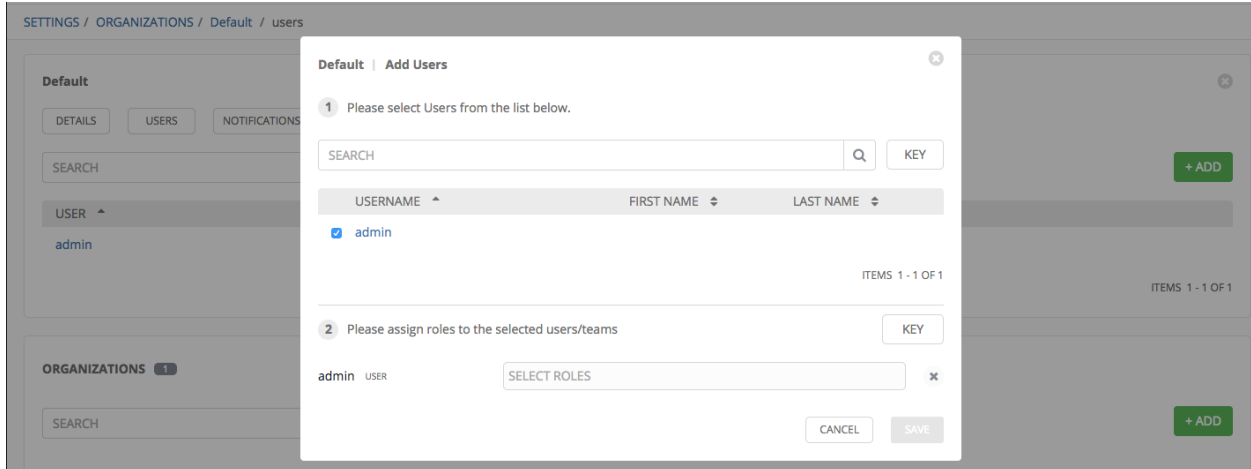 SETTINGS / ORGANIZATIONS / Default / users
Default
DETAILS USERS NOTIFICATIONS
SEARCH
+ ADD
USER
admin
ITEMS 1 - 1 OF 1
ORGANIZATIONS 1
SEARCH
+ ADD
Default | Add Users
1 Please select Users from the list below.
SEARCH KEY
USERNAME FIRST NAME LAST NAME
admin
ITEMS 1 - 1 OF 1
2 Please assign roles to the selected users/teams KEY
admin USER SELECT ROLES
CANCEL SAVE